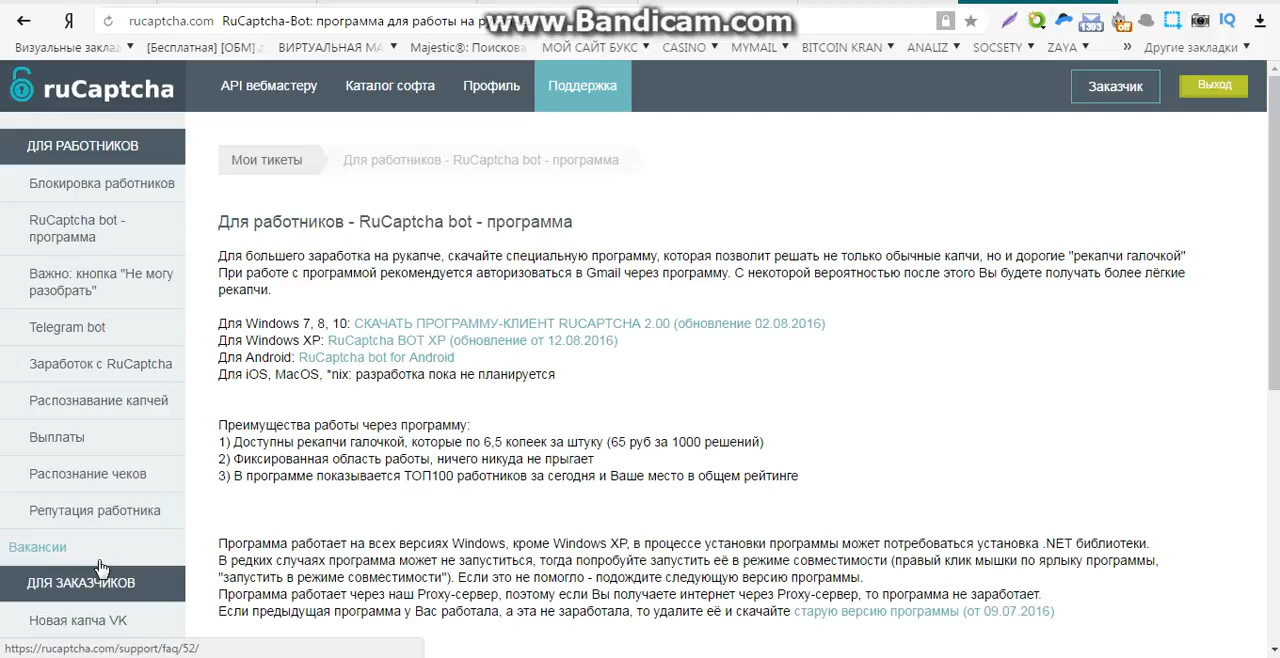 Я rucaptcha.com RuCaptcha-Bot: программа для работы на р
www.Bandicam.com
1393 off IQ
Визуальные заклад [Бесплатная] [ОБМ] ВИРТУАЛЬНАЯ МА Majestic®: Поискова МОЙ САЙТ БУКС CASINO MYMAIL BITCOIN KRAN ANALIZ SOCSETY ZAYA » Другие закладки
ruCaptcha API вебмастеру Каталог софта Профиль Поддержка Заказчик Выход
ДЛЯ РАБОТНИКОВ
Блокировка работников
RuCaptcha bot -
программа
Важно: кнопка "Не могу
разобрать"
Telegram bot
Заработок с RuCaptcha
Распознавание капчей
Выплаты
Распознание чеков
Репутация работника
Вакансии
ДЛЯ ЗАКАЗЧИКОВ
Новая капча VK
Мои тикеты Для работников - RuCaptcha bot - программа
Для работников - RuCaptcha bot - программа
Для большего заработка на рукапче, скачайте специальную программу, которая позволит решать не только обычные капчи, но и дорогие "рекапчи галочкой"
При работе с программой рекомендуется авторизоваться в Gmail через программу. С некоторой вероятностью после этого Вы будете получать более лёгкие
рекапчи.
Для Windows 7, 8, 10: СКАЧАТЬ ПРОГРАММУ-КЛИЕНТ RUCAPTCHA 2.00 (обновление 02.08.2016)
Для Windows XP: RuCaptcha BOT XP (обновление от 12.08.2016)
Для Android: RuCaptcha bot for Android
Для iOS, MacOS, *nix: разработка пока не планируется
Преимущества работы через программу:
1) Доступны рекапчи галочкой, которые по 6,5 копеек за штуку (65 руб за 1000 решений)
2) Фиксированная область работы, ничего никуда не прыгает
3) В программе показывается ТОП100 работников за сегодня и Ваше место в общем рейтинге
Программа работает на всех версиях Windows, кроме Windows XP, в процессе установки программы может потребоваться установка .NET библиотеки.
В редких случаях программа может не запуститься, тогда попробуйте запустить её в режиме совместимости (правый клик мышки по ярлыку программы,
"запустить в режиме совместимости"). Если это не помогло - подождите следующую версию программы.
Программа работает через наш Proxy-сервер, поэтому если Вы получаете интернет через Proxy-сервер, то программа не заработает.
Если предыдущая программа у Вас работала, а эта не заработала, то удалите её и скачайте старую версию программы (от 09.07.2016)
https://rucaptcha.com/support/faq/52/